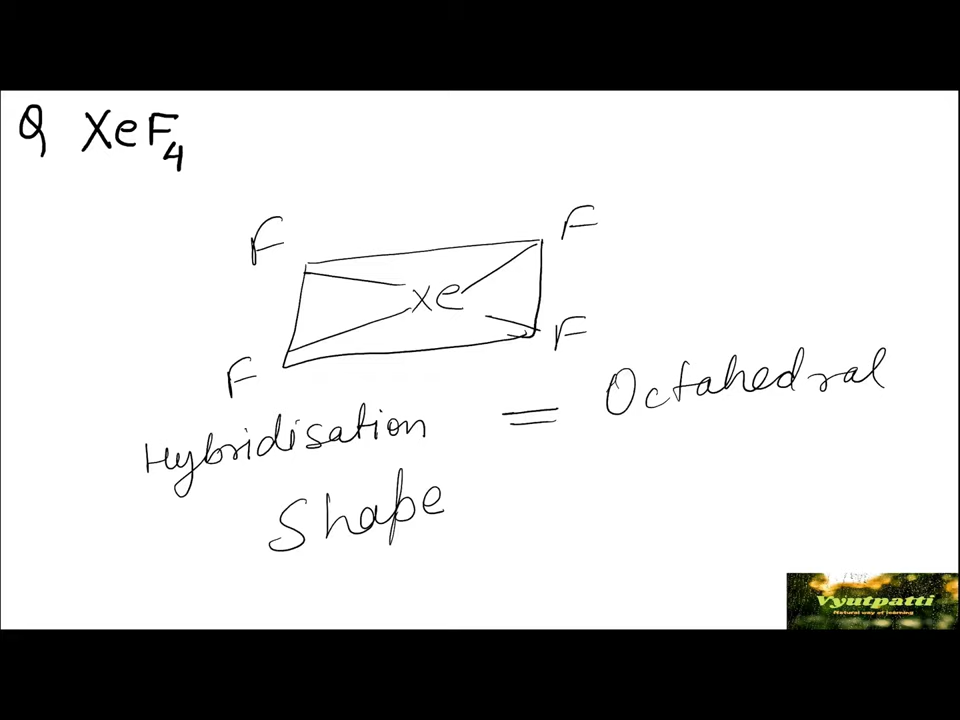 Q XeF4
F F
Xe
F F
Hybridisation = Octahedral
Shape
Vyutpatti
Natural way of learning